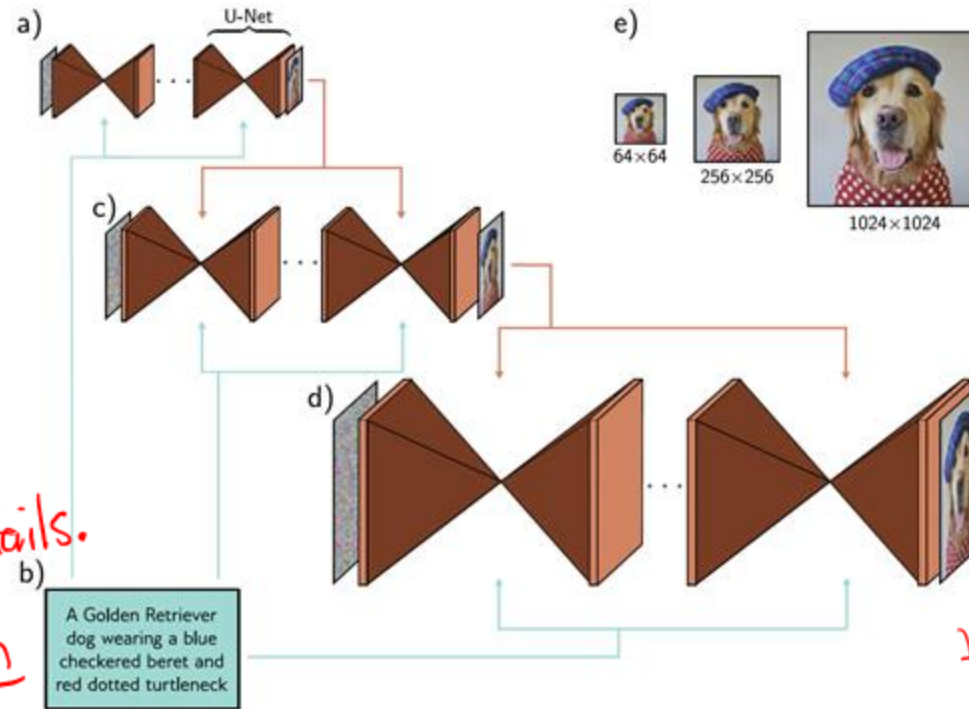 a)
U-Net
e)
64×64
256×256
1024×1024
c)
d)
ails.
b)
A Golden Retriever
dog wearing a blue
checkered beret and
red dotted turtleneck